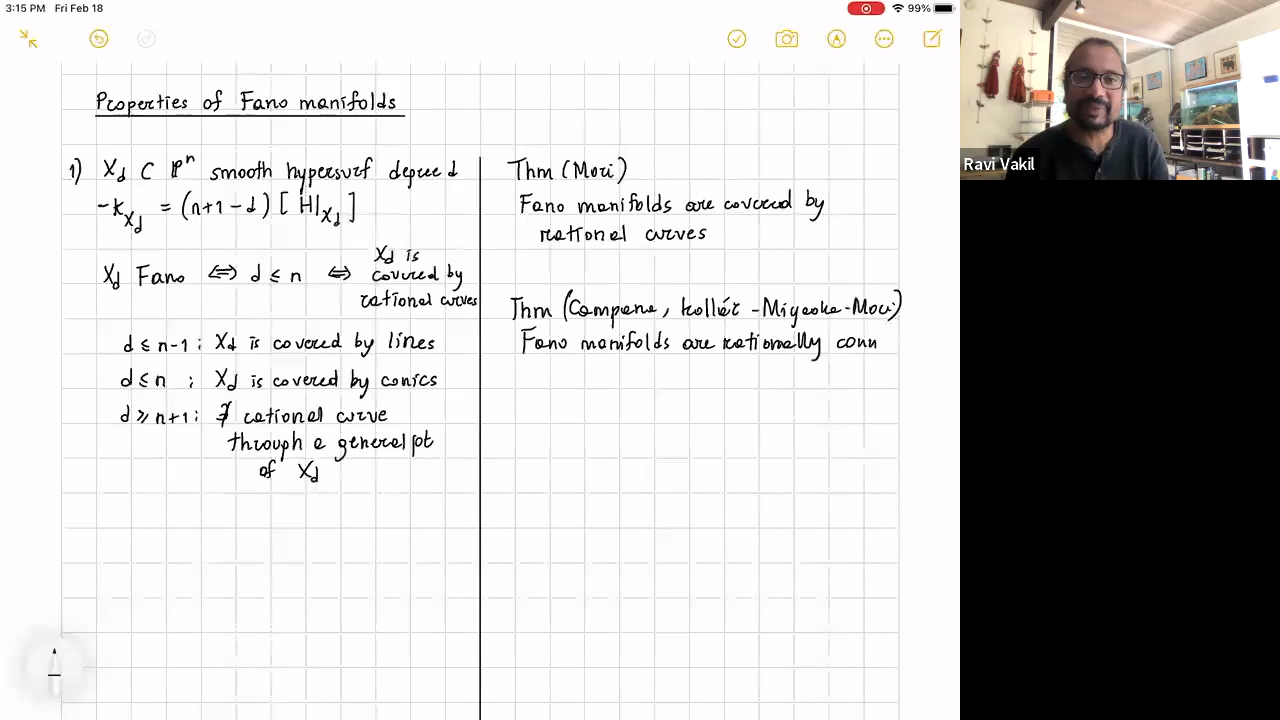 3:15 PM Fri Feb 18
99%
Ravi Vakil
Properties of Fano manifolds
1) X_d ⊂ ℙ^n smooth hypersurf degree d
-K_{X_d} = (n+1-d) [H|_{X_d}]
X_d Fano ⇔ d ≤ n ⇔ X_d is
covered by
rational curves
d ≤ n-1 : X_d is covered by lines
d ≤ n : X_d is covered by conics
d ≥ n+1 : ∄ rational curve
through a general pt
of X_d
Thm (Mori)
Fano manifolds are covered by
rational curves
Thm (Campana, Kollár - Miyaoka - Mori)
Fano manifolds are rationally conn